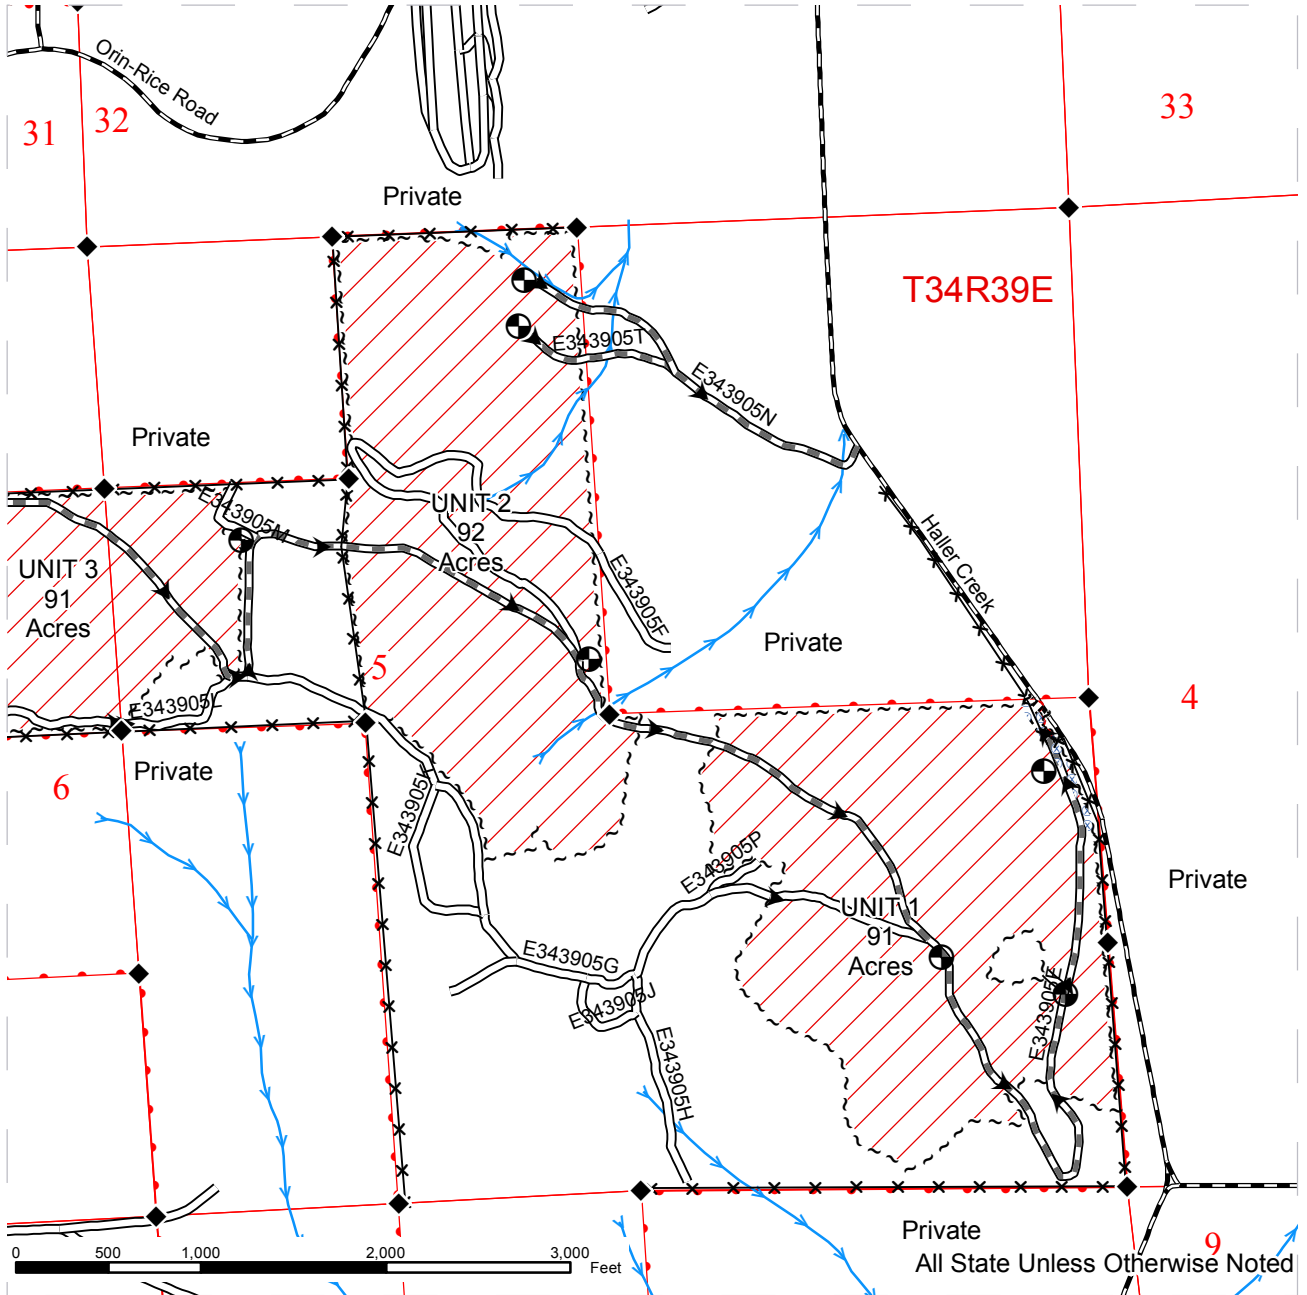 Orin-Rice Road
31
32
33
Private
T34R39E
E343905T
E343905N
Private
E343905M
UNIT 2
92
Acres
UNIT 3
91
Acres
E343905F
Haller Creek
Private
5
4
E343905L
Private
6
E343905K
E343905P
Private
UNIT 1
91
Acres
E343905G
E343905J
E343905E
E343905H
Private
9
All State Unless Otherwise Noted
0 500 1,000 2,000 3,000
Feet